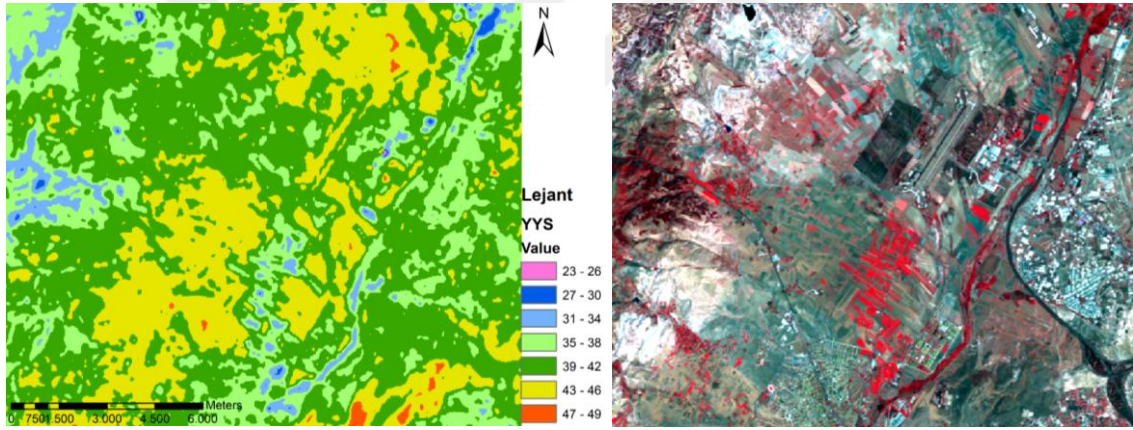 N
Lejant
YYS
Value
23 - 26
27 - 30
31 - 34
35 - 38
39 - 42
43 - 46
47 - 49
Meters
0 750 1.500 3.000 4.500 6.000